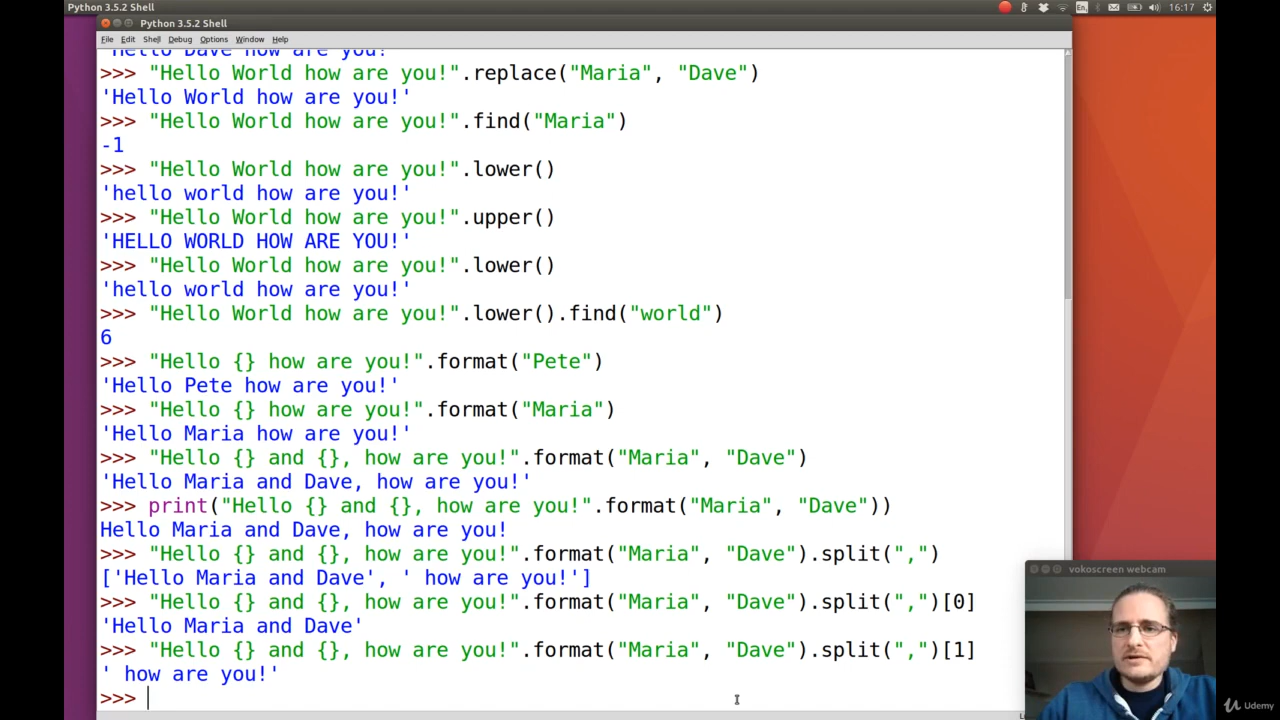 Python 3.5.2 Shell
En
16:17
Python 3.5.2 Shell
File Edit Shell Debug Options Window Help
'Hello Dave how are you!'
>>> "Hello World how are you!".replace("Maria", "Dave")
'Hello World how are you!'
>>> "Hello World how are you!".find("Maria")
-1
>>> "Hello World how are you!".lower()
'hello world how are you!'
>>> "Hello World how are you!".upper()
'HELLO WORLD HOW ARE YOU!'
>>> "Hello World how are you!".lower()
'hello world how are you!'
>>> "Hello World how are you!".lower().find("world")
6
>>> "Hello {} how are you!".format("Pete")
'Hello Pete how are you!'
>>> "Hello {} how are you!".format("Maria")
'Hello Maria how are you!'
>>> "Hello {} and {}, how are you!".format("Maria", "Dave")
'Hello Maria and Dave, how are you!'
>>> print("Hello {} and {}, how are you!".format("Maria", "Dave"))
Hello Maria and Dave, how are you!
>>> "Hello {} and {}, how are you!".format("Maria", "Dave").split(",")
['Hello Maria and Dave', ' how are you!']
>>> "Hello {} and {}, how are you!".format("Maria", "Dave").split(",")[0]
'Hello Maria and Dave'
>>> "Hello {} and {}, how are you!".format("Maria", "Dave").split(",")[1]
' how are you!'
>>>
vokoscreen webcam
Udemy